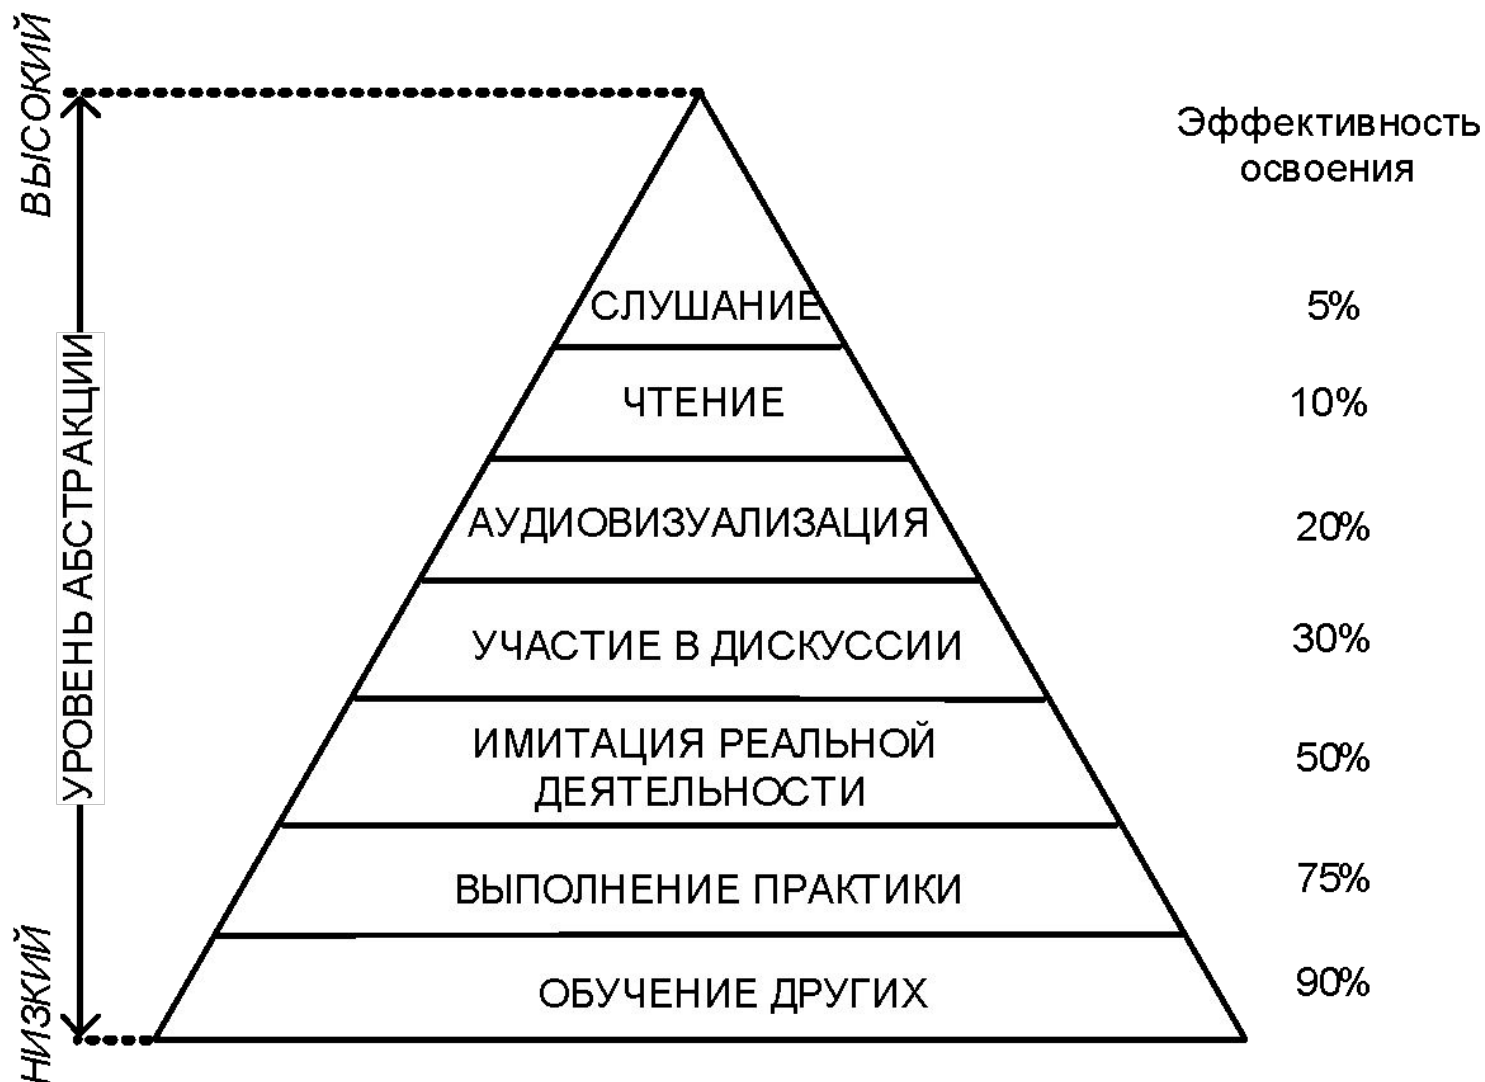 ВЫСОКИЙ
Эффективность
освоения
СЛУШАНИЕ
5%
ЧТЕНИЕ
10%
АУДИОВИЗУАЛИЗАЦИЯ
20%
УЧАСТИЕ В ДИСКУССИИ
30%
УРОВЕНЬ АБСТРАКЦИИ
ИМИТАЦИЯ РЕАЛЬНОЙ
ДЕЯТЕЛЬНОСТИ
50%
ВЫПОЛНЕНИЕ ПРАКТИКИ
75%
ОБУЧЕНИЕ ДРУГИХ
90%
НИЗКИЙ